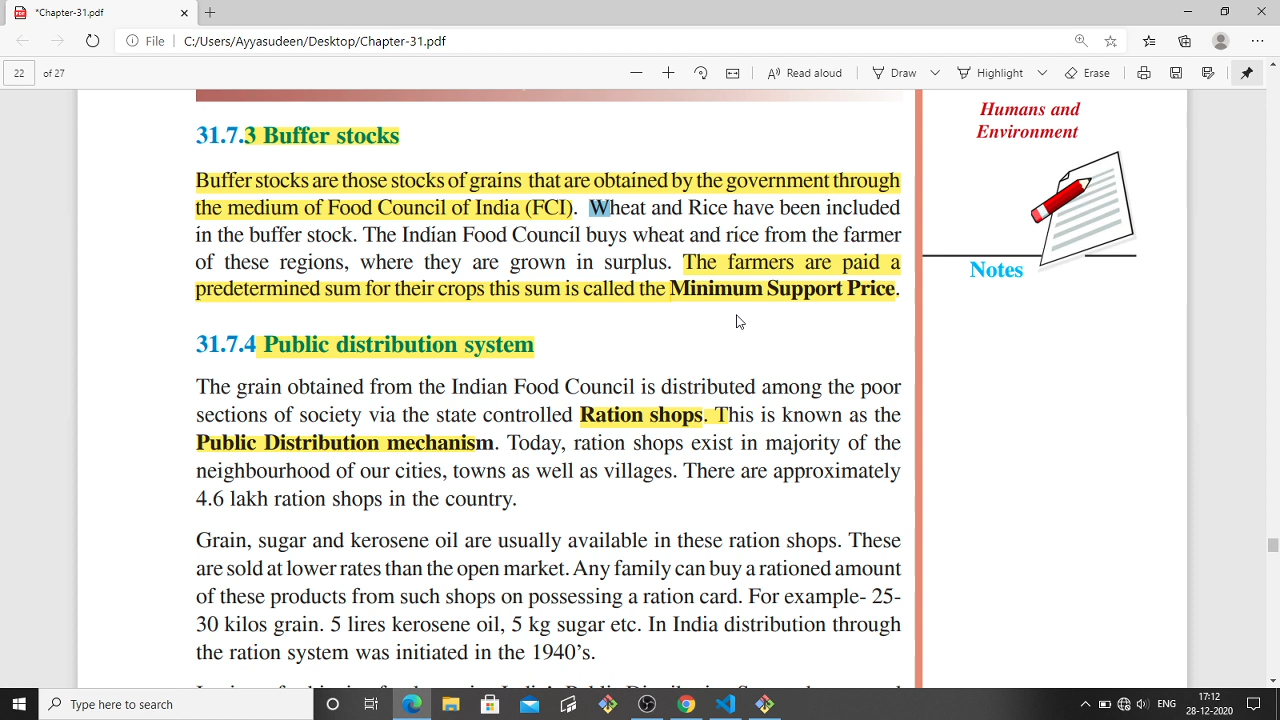 *Chapter-31.pdf
File | C:/Users/Ayyasudeen/Desktop/Chapter-31.pdf
22 of 27
Read aloud
Draw
Highlight
Erase
Humans and
Environment
Notes
31.7.3 Buffer stocks
Buffer stocks are those stocks of grains that are obtained by the government through
the medium of Food Council of India (FCI). Wheat and Rice have been included
in the buffer stock. The Indian Food Council buys wheat and rice from the farmer
of these regions, where they are grown in surplus. The farmers are paid a
predetermined sum for their crops this sum is called the Minimum Support Price.
31.7.4 Public distribution system
The grain obtained from the Indian Food Council is distributed among the poor
sections of society via the state controlled Ration shops. This is known as the
Public Distribution mechanism. Today, ration shops exist in majority of the
neighbourhood of our cities, towns as well as villages. There are approximately
4.6 lakh ration shops in the country.
Grain, sugar and kerosene oil are usually available in these ration shops. These
are sold at lower rates than the open market. Any family can buy a rationed amount
of these products from such shops on possessing a ration card. For example- 25-
30 kilos grain. 5 lires kerosene oil, 5 kg sugar etc. In India distribution through
the ration system was initiated in the 1940's.
Type here to search
ENG
17:12
28-12-2020